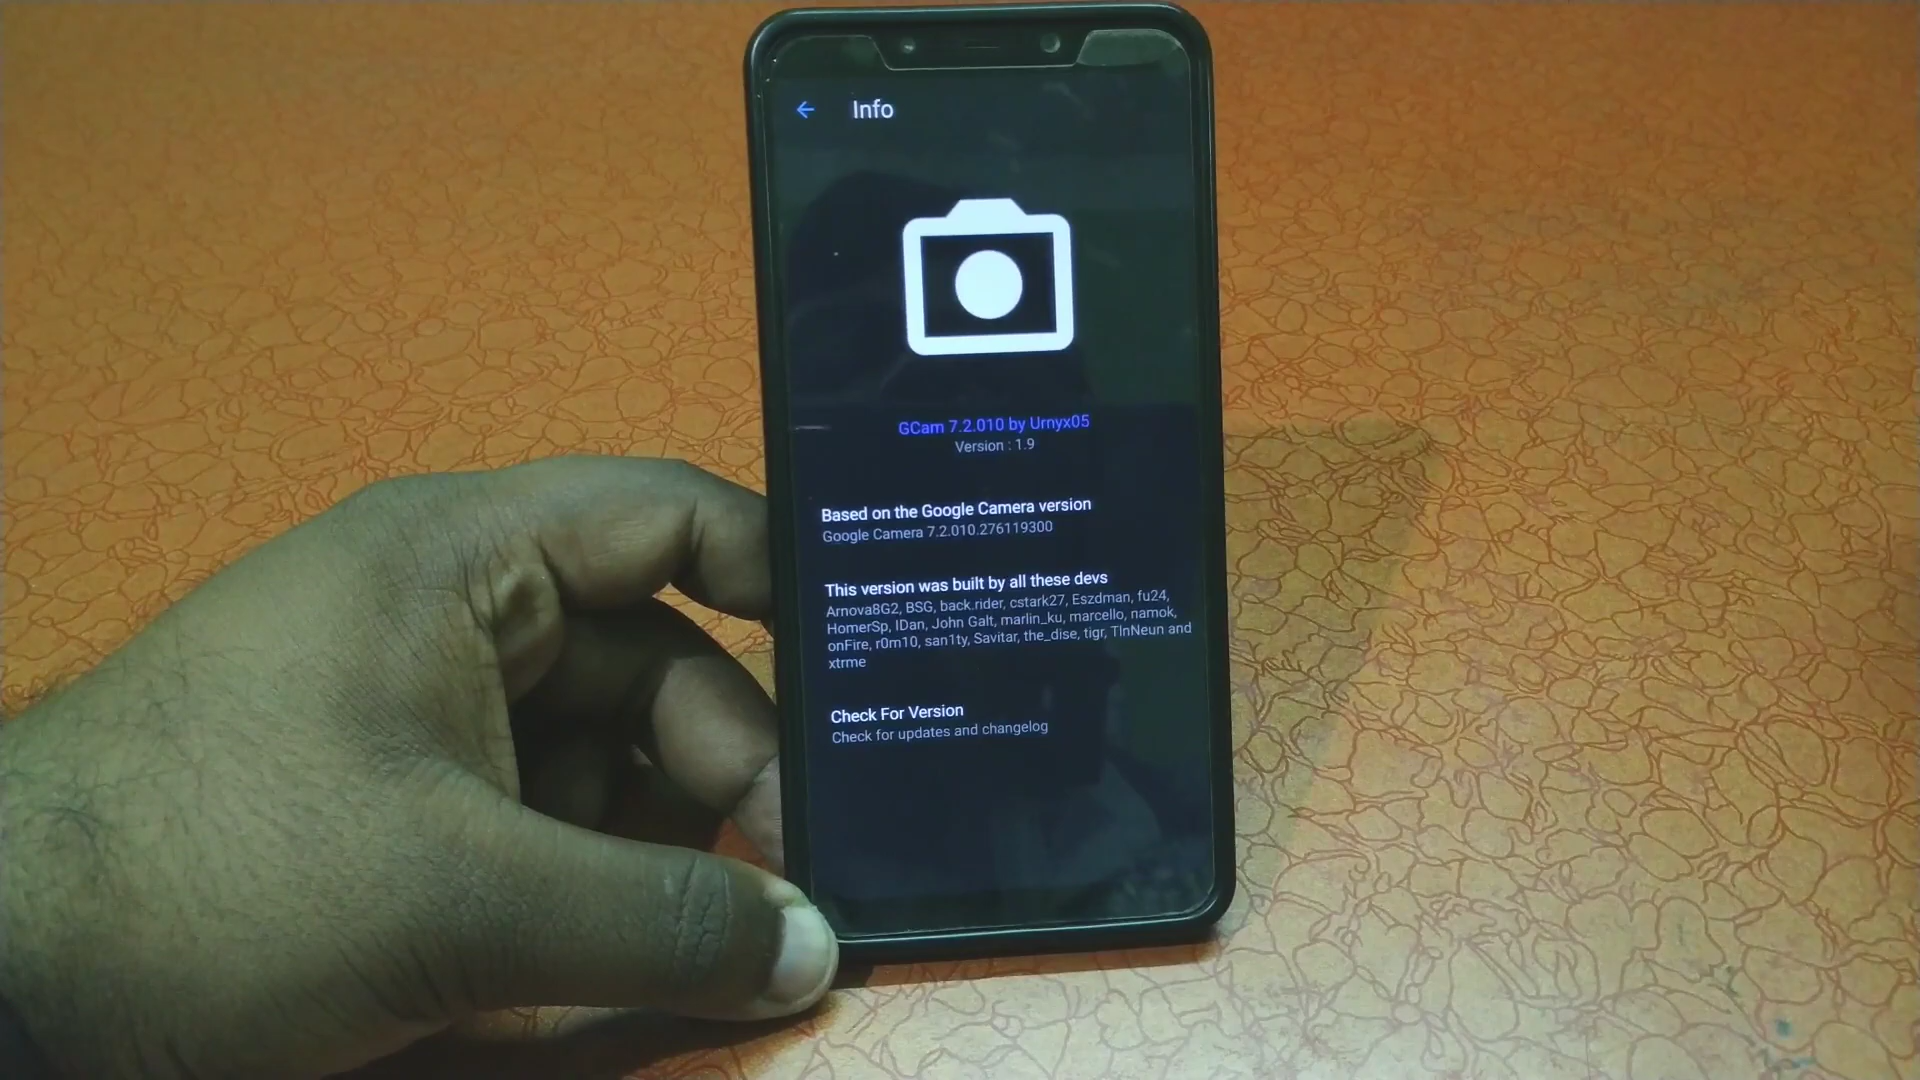 Info
GCam 7.2.010 by Urnyx05
Version : 1.9
Based on the Google Camera version
Google Camera 7.2.010.276119300
This version was built by all these devs
Arnova8G2, BSG, back.rider, cstark27, Eszdman, fu24,
HomerSp, IDan, John Galt, marlin_ku, marcello, namok,
onFire, r0m10, san1ty, Savitar, the_dise, tigr, TlnNeun and
xtrme
Check For Version
Check for updates and changelog